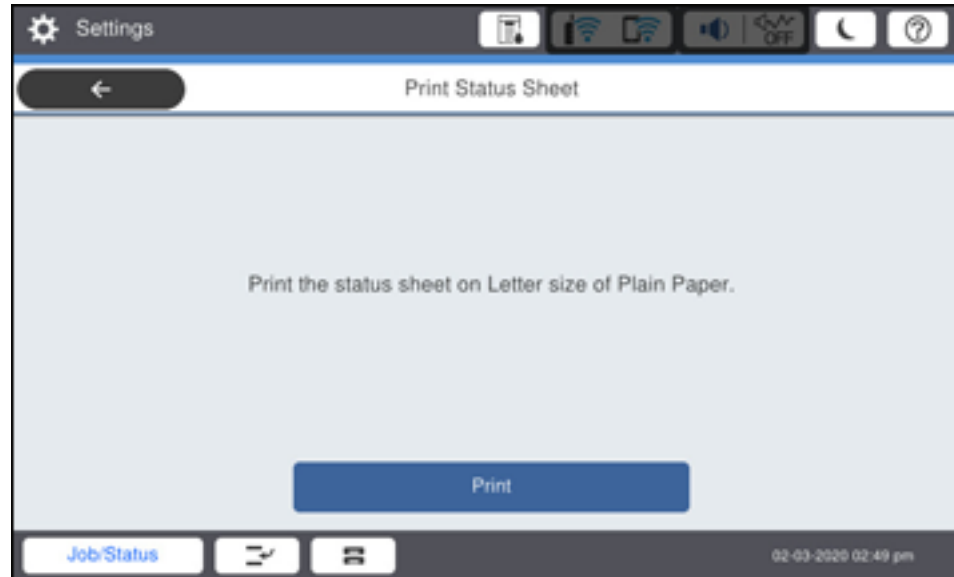 Settings
OFF
Print Status Sheet
Print the status sheet on Letter size of Plain Paper.
Print
Job/Status
02-03-2020 02:49 pm